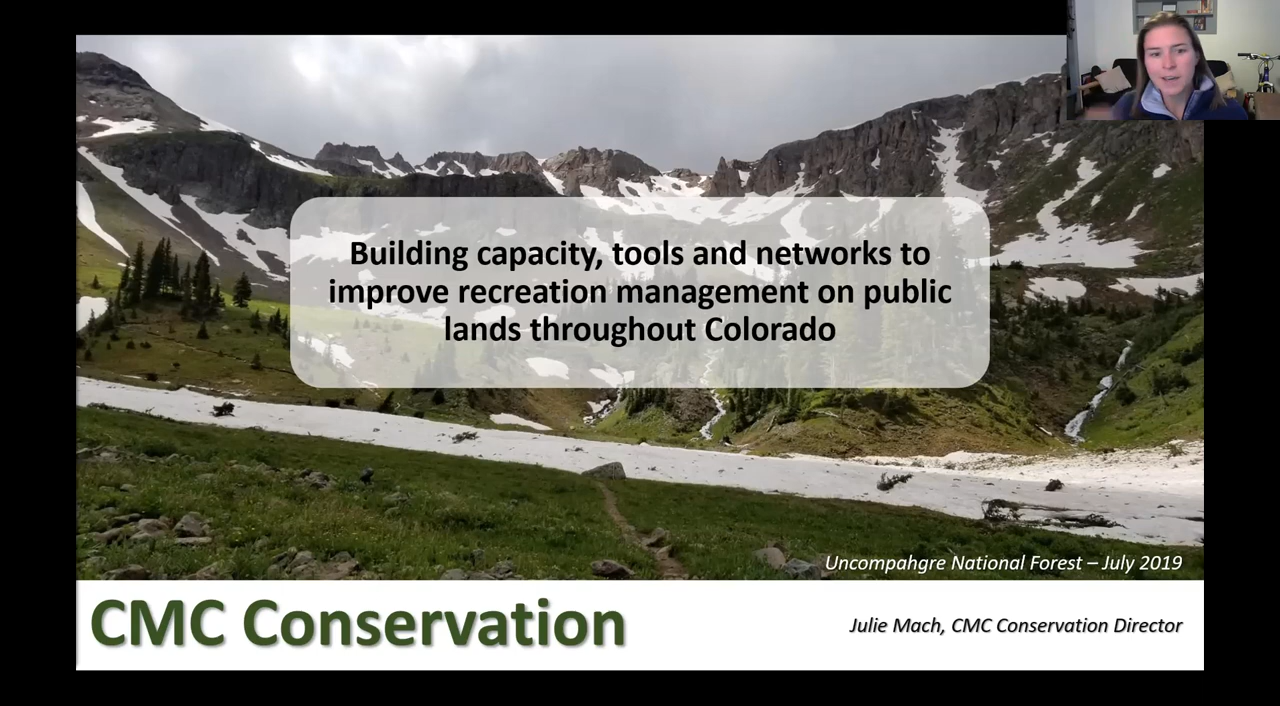 Building capacity, tools and networks to
improve recreation management on public
lands throughout Colorado
Uncompahgre National Forest – July 2019
CMC Conservation
Julie Mach, CMC Conservation Director